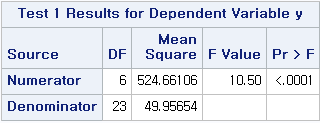 Test 1 Results for Dependent Variable y
Source DF Mean Square F Value Pr > F
Numerator 6 524.66106 10.50 <.0001
Denominator 23 49.95654